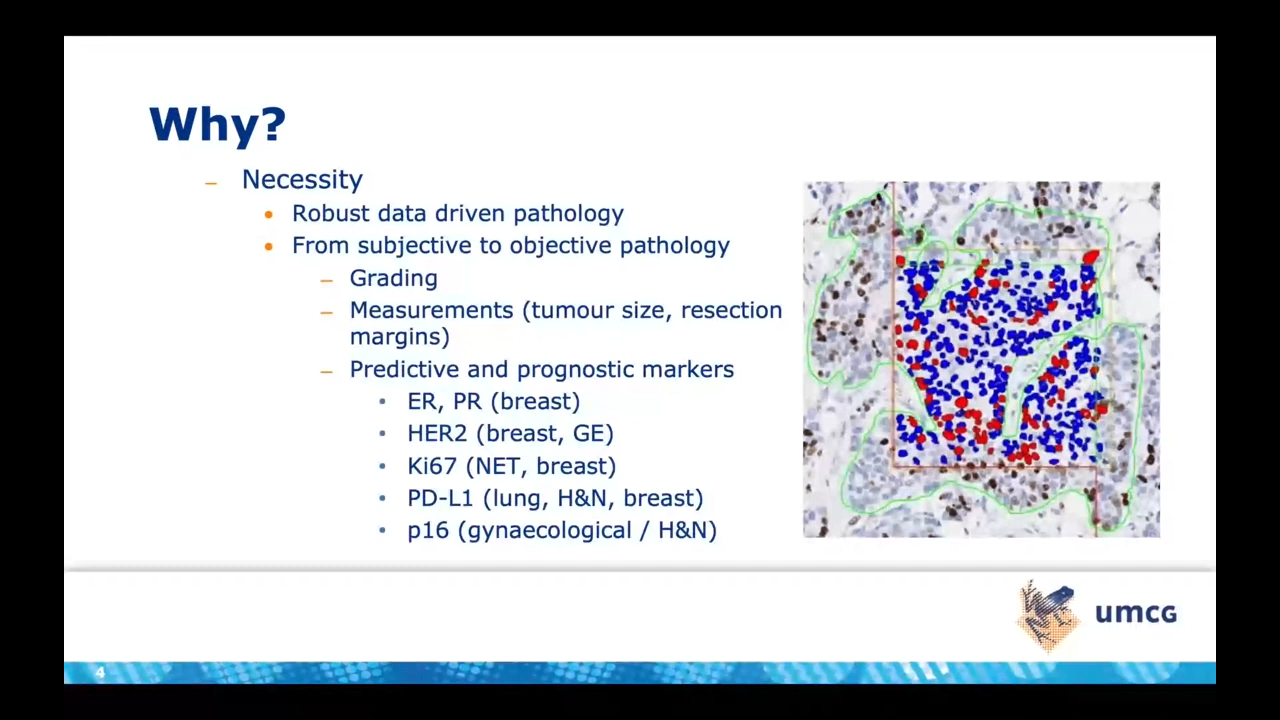 Why?
– Necessity
• Robust data driven pathology
• From subjective to objective pathology
– Grading
– Measurements (tumour size, resection
margins)
– Predictive and prognostic markers
• ER, PR (breast)
• HER2 (breast, GE)
• Ki67 (NET, breast)
• PD-L1 (lung, H&N, breast)
• p16 (gynaecological / H&N)
umcg
4